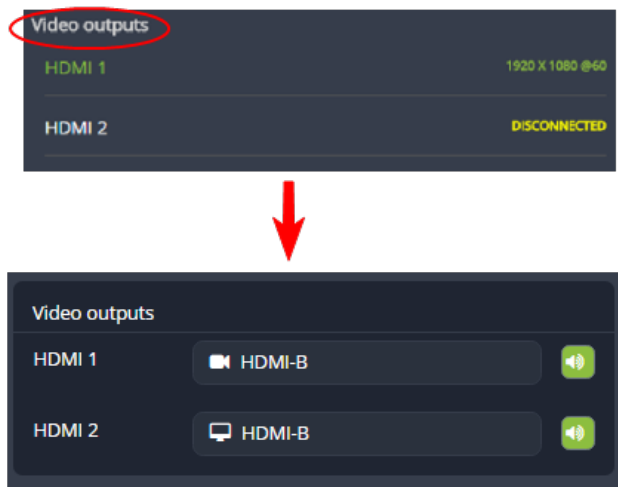 Video outputs
HDMI 1 1920 X 1080 @60
HDMI 2 DISCONNECTED
Video outputs
HDMI 1 HDMI-B
HDMI 2 HDMI-B